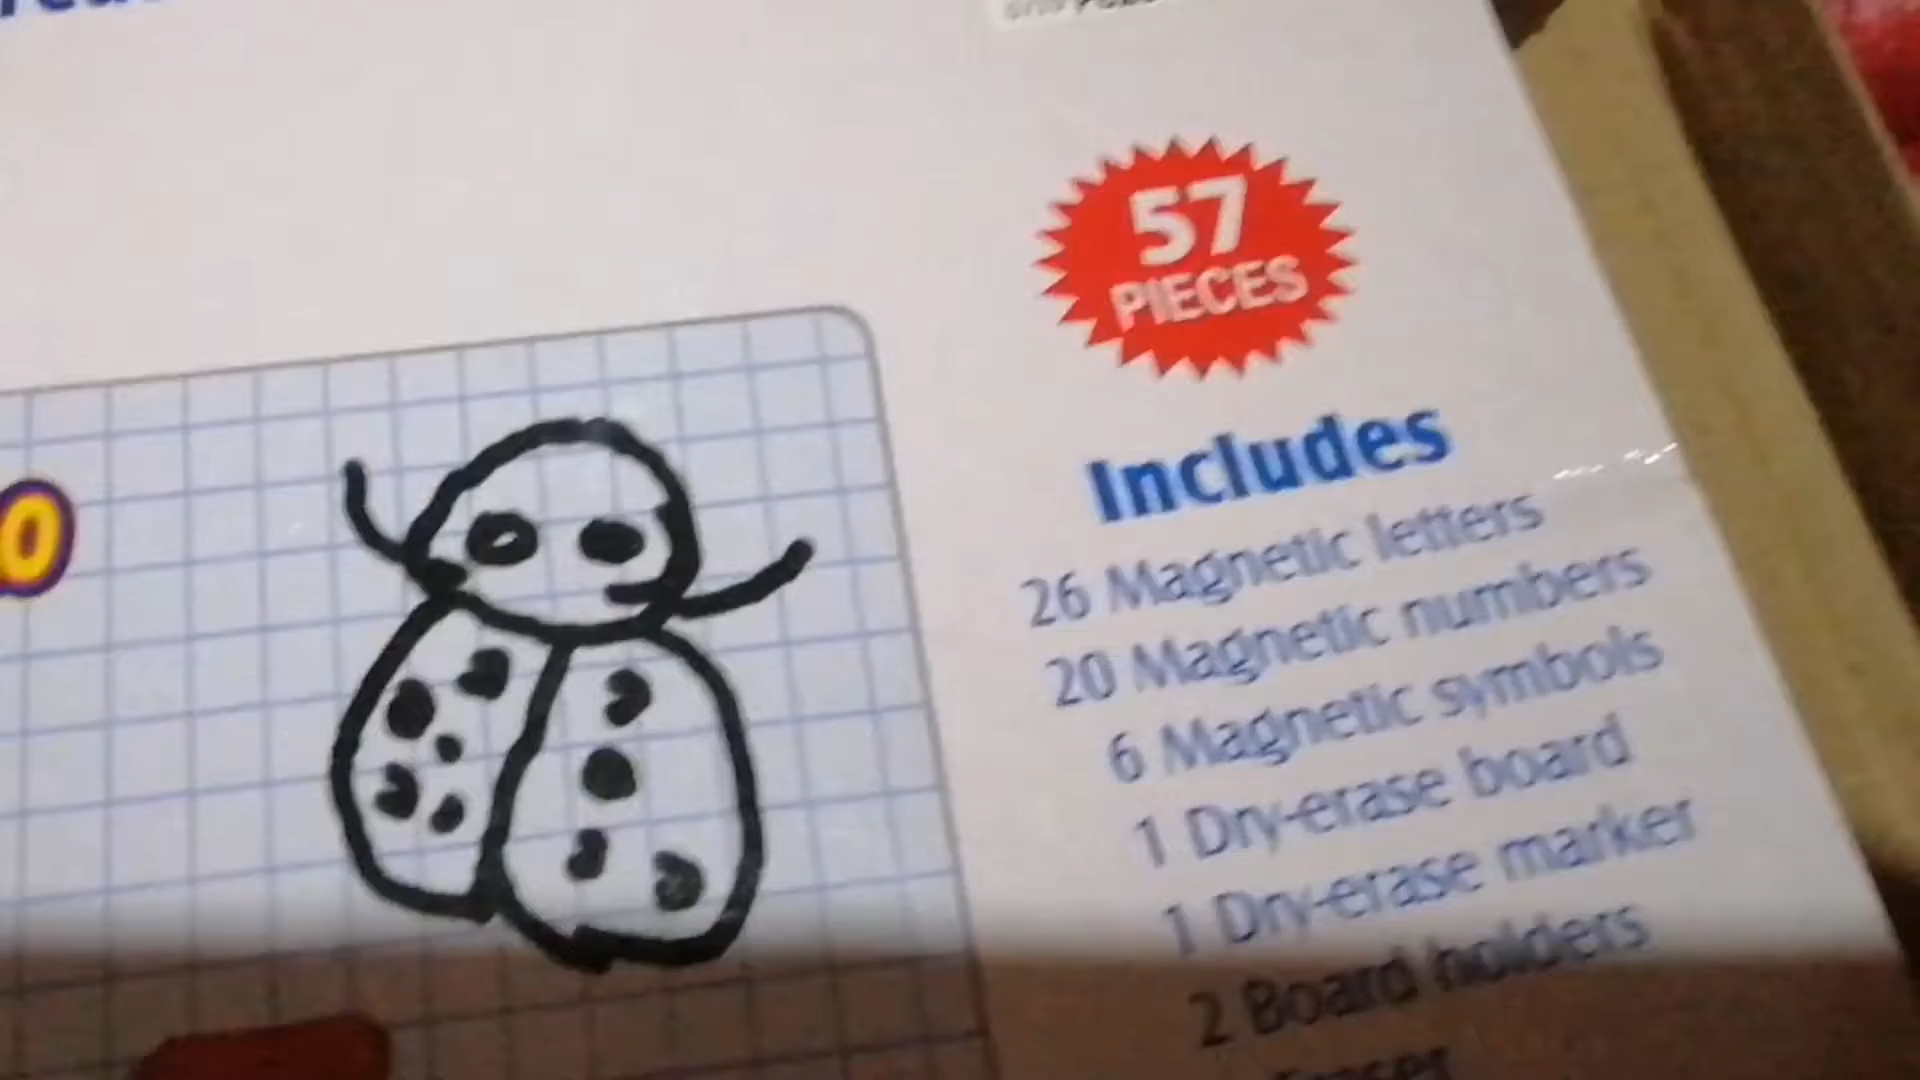 57
PIECES
Includes
26 Magnetic letters
20 Magnetic numbers
6 Magnetic symbols
1 Dry-erase board
1 Dry-erase marker
2 Board holders